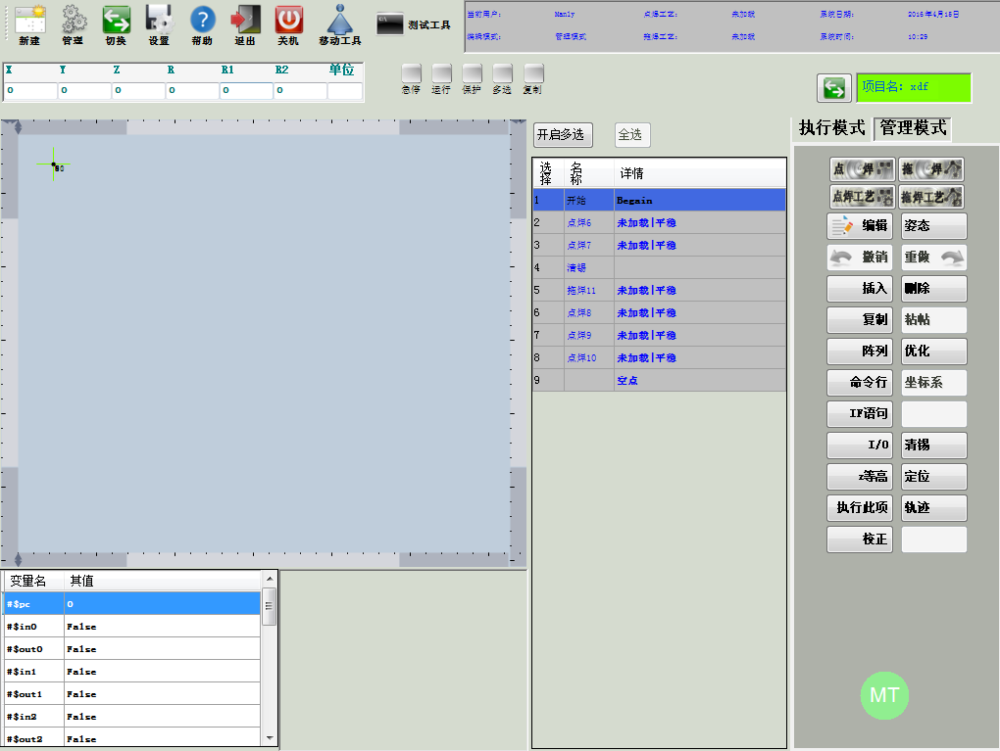 新建 管理 切换 设置 帮助 退出 关机 移动工具 测试工具
当前用户: Manly 点焊工艺: 未加载 系统日期: 2016年4月15日
编辑模式: 管理模式 拖焊工艺: 未加载 系统时间: 10:29
X Y Z R R1 R2 单位
0 0 0 0 0 0
急停 运行 保护 多选 复制
项目名: xdf
执行模式 管理模式
开启多选 全选
选择 名称 详情
1 开始 Begain
2 点焊6 未加载|平稳
3 点焊7 未加载|平稳
4 清锡
5 拖焊11 未加载|平稳
6 点焊8 未加载|平稳
7 点焊9 未加载|平稳
8 点焊10 未加载|平稳
9 空点
点焊 拖焊
点焊工艺 拖焊工艺
编辑 姿态
撤销 重做
插入 删除
复制 粘帖
阵列 优化
命令行 坐标系
IF语句
I/O 清锡
z等高 定位
执行此项 轨迹
校正
MT
变量名 其值
#$pc 0
#$in0 False
#$out0 False
#$in1 False
#$out1 False
#$in2 False
#$out2 False